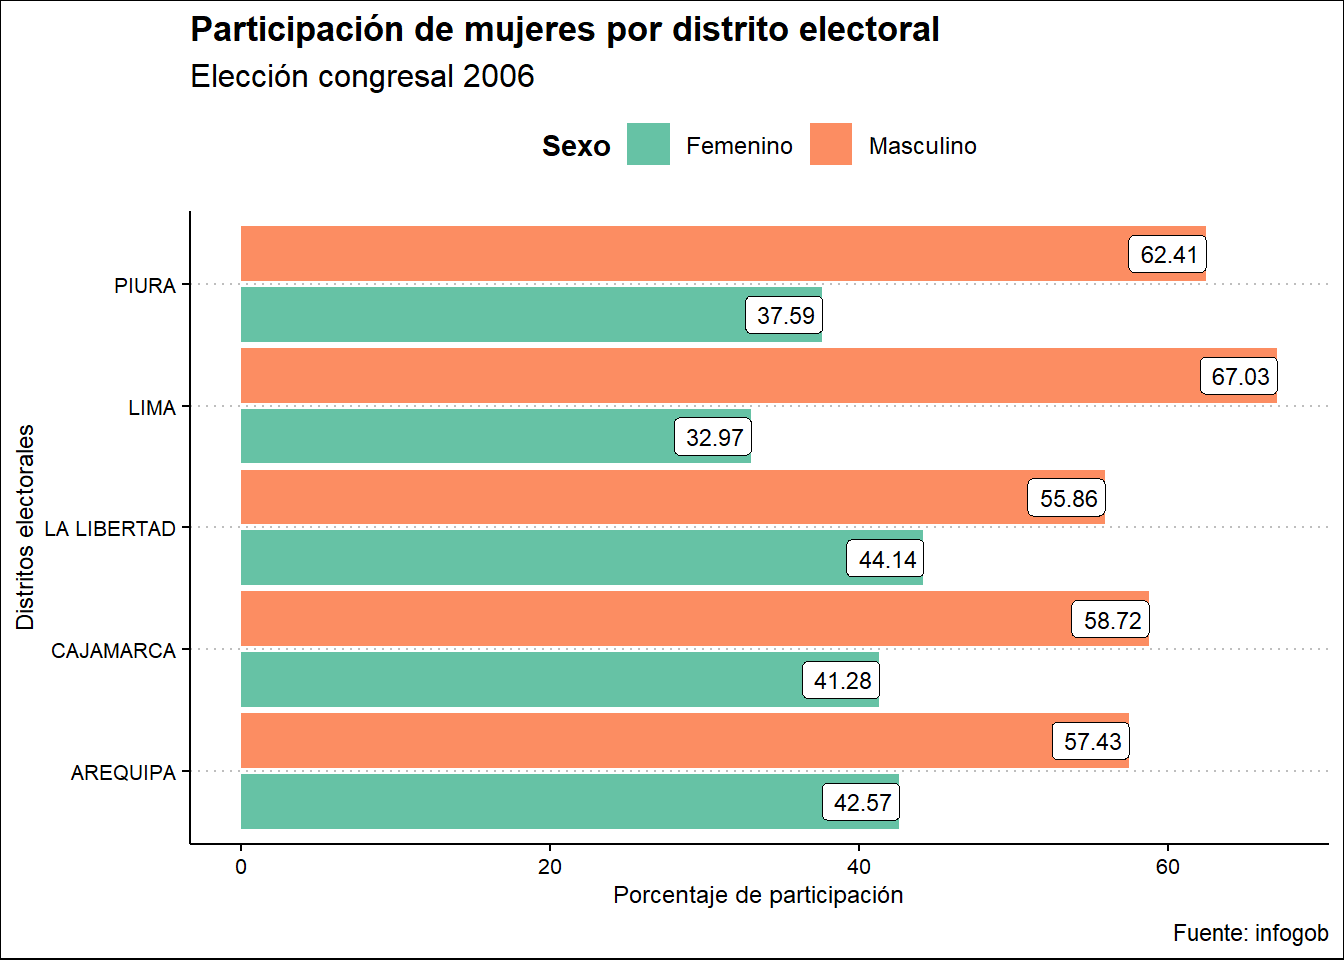 Participación de mujeres por distrito electoral
Elección congresal 2006
Sexo Femenino Masculino
PIURA
62.41
37.59
LIMA
67.03
32.97
LA LIBERTAD
55.86
44.14
CAJAMARCA
58.72
41.28
AREQUIPA
57.43
42.57
Distritos electorales
0 20 40 60
Porcentaje de participación
Fuente: infogob